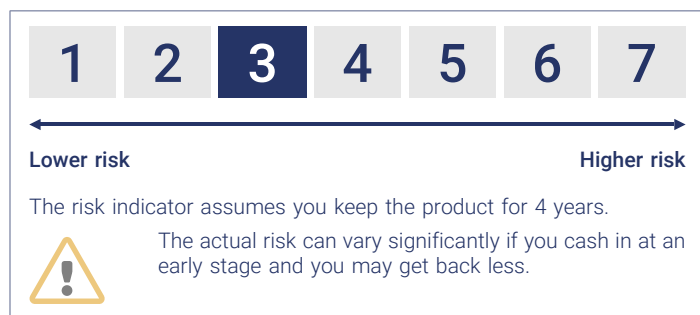 1 2 3 4 5 6 7
Lower risk Higher risk
The risk indicator assumes you keep the product for 4 years.
The actual risk can vary significantly if you cash in at an
early stage and you may get back less.